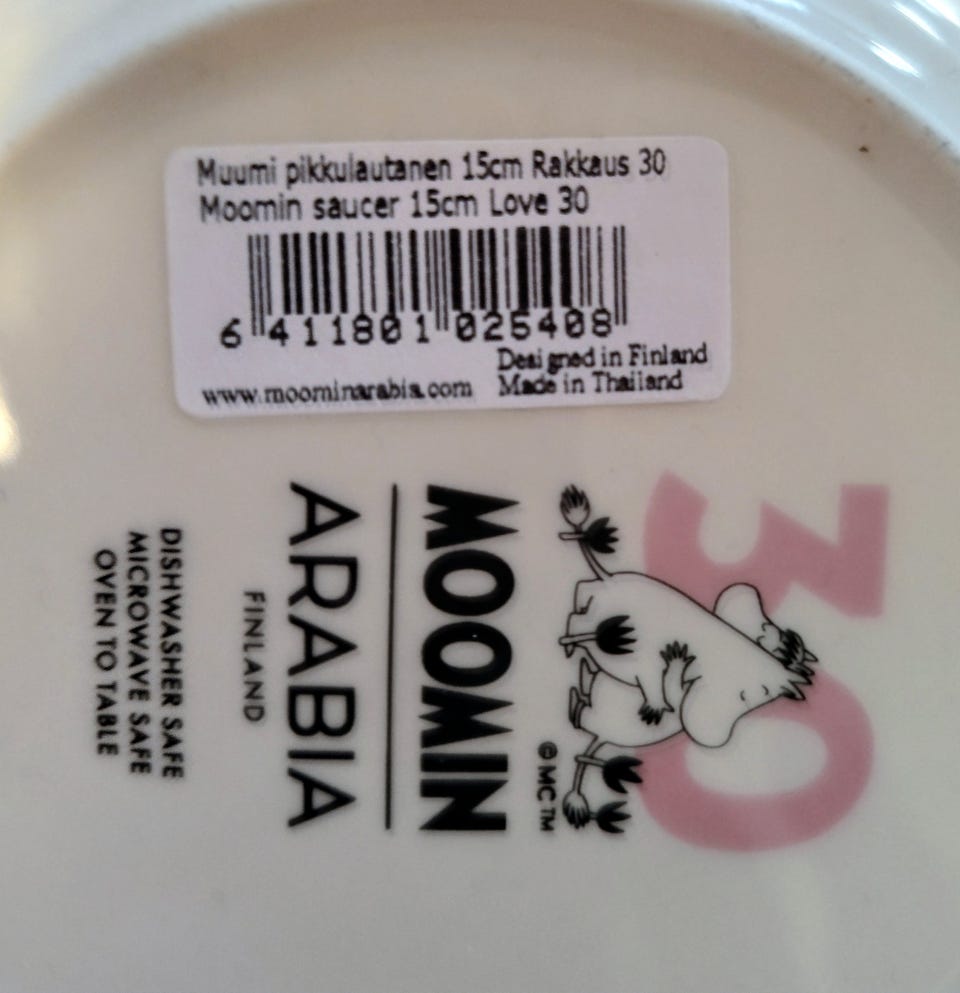 Muumi pikkulautanen 15cm Rakkaus 30
Moomin saucer 15cm Love 30
6 411801 025408
Designed in Finland
www.moominarabia.com Made in Thailand
30
© MC TM
MOOMIN
ARABIA
FINLAND
DISHWASHER SAFE
MICROWAVE SAFE
OVEN TO TABLE